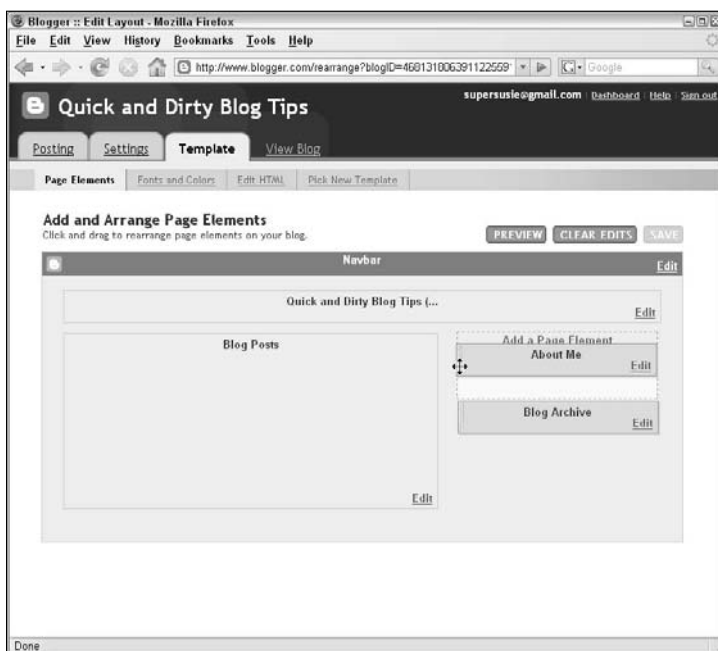 Blogger :: Edit Layout - Mozilla Firefox
File Edit View History Bookmarks Tools Help
http://www.blogger.com/rearrange?blogID=4681318063911225591 Google
supersusie@gmail.com | Dashboard | Help | Sign out
Quick and Dirty Blog Tips
Posting Settings Template View Blog
Page Elements Fonts and Colors Edit HTML Pick New Template
Add and Arrange Page Elements
Click and drag to rearrange page elements on your blog.
PREVIEW CLEAR EDITS SAVE
Navbar
Edit
Quick and Dirty Blog Tips (...
Edit
Blog Posts
Edit
Add a Page Element
About Me
Edit
Blog Archive
Edit
Done